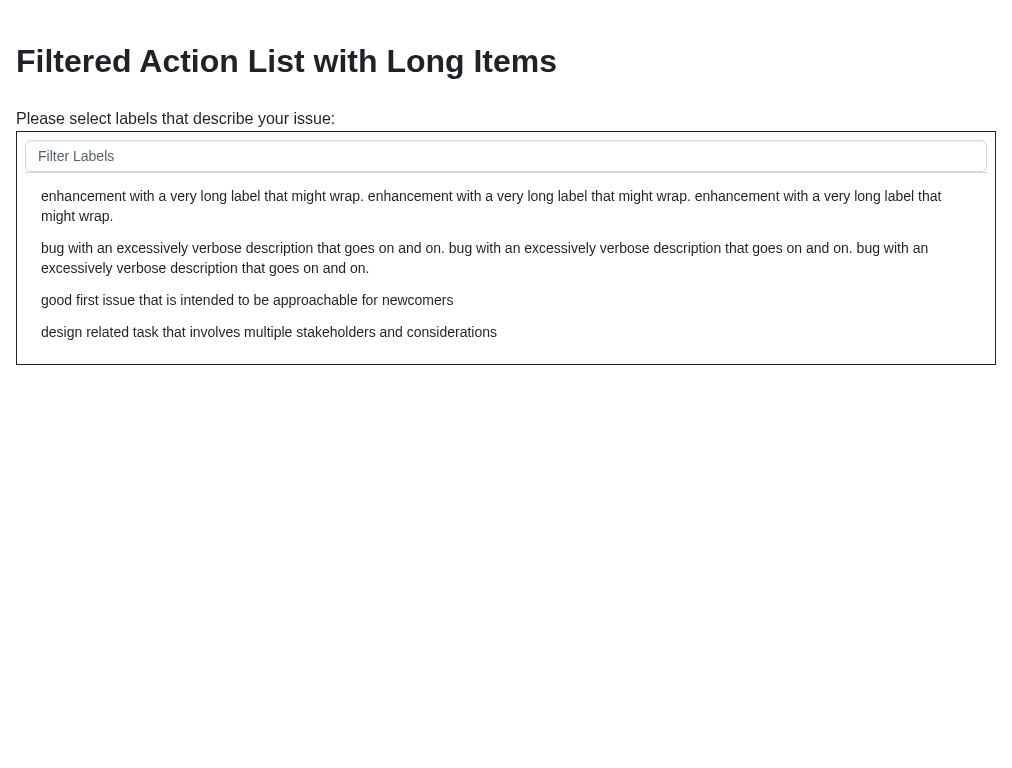 Filtered Action List with Long Items
Please select labels that describe your issue:
Filter Labels
enhancement with a very long label that might wrap. enhancement with a very long label that might wrap. enhancement with a very long label that
might wrap.
bug with an excessively verbose description that goes on and on. bug with an excessively verbose description that goes on and on. bug with an
excessively verbose description that goes on and on.
good first issue that is intended to be approachable for newcomers
design related task that involves multiple stakeholders and considerations